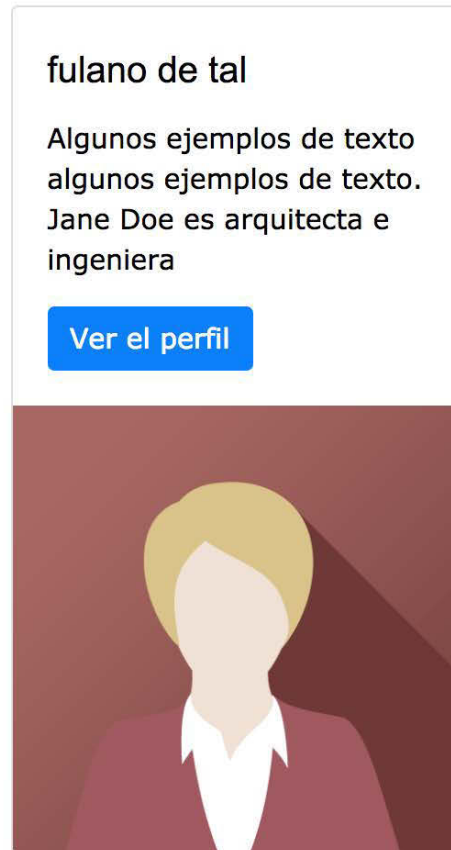 fulano de tal
Algunos ejemplos de texto
algunos ejemplos de texto.
Jane Doe es arquitecta e
ingeniera
Ver el perfil